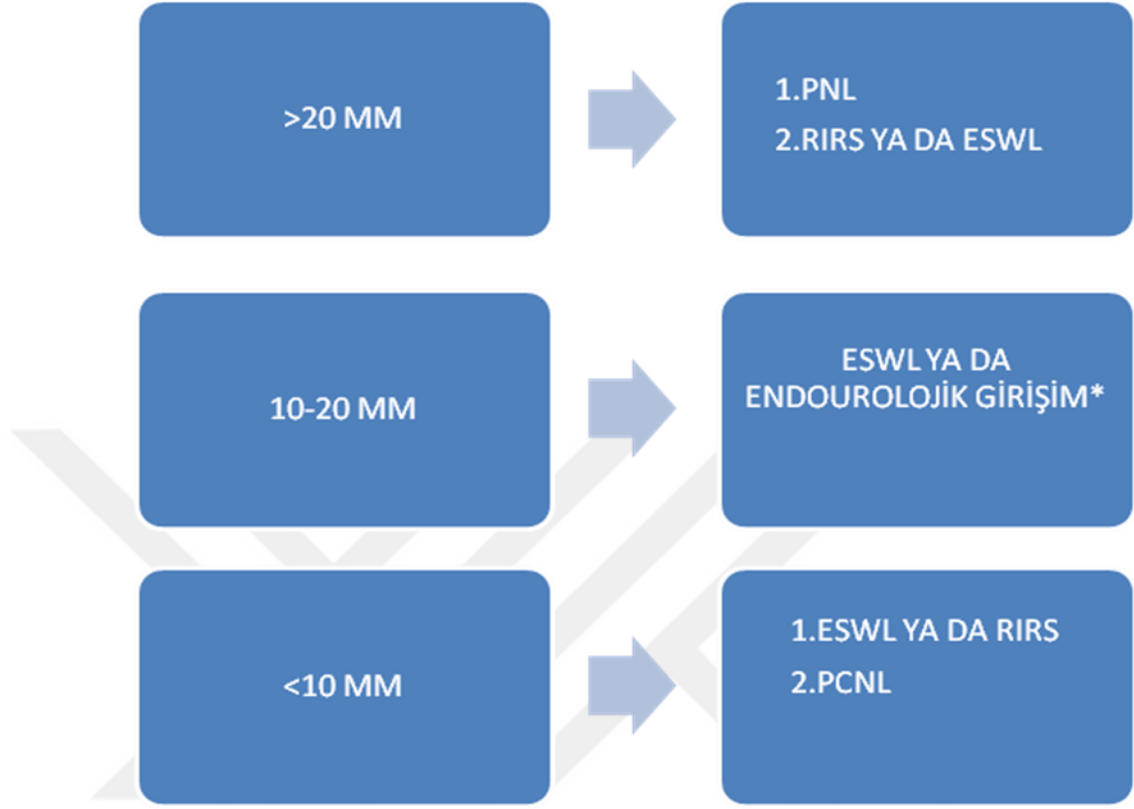 >20 MM
1.PNL
2.RIRS YA DA ESWL
10-20 MM
ESWL YA DA
ENDOUROLOJİK GİRİŞİM*
<10 MM
1.ESWL YA DA RIRS
2.PCNL